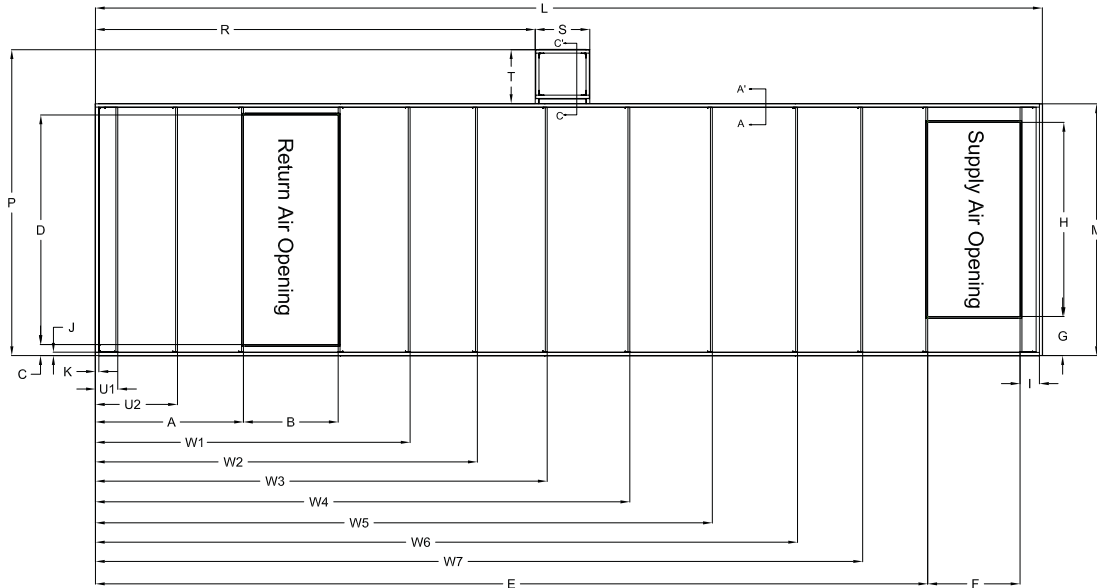 L
R
S
C'
T
A'
C
A
P
D
Return Air Opening
Supply Air Opening
H
M
J
G
C
K
U1
I
U2
A
B
W1
W2
W3
W4
W5
W6
W7
E
F